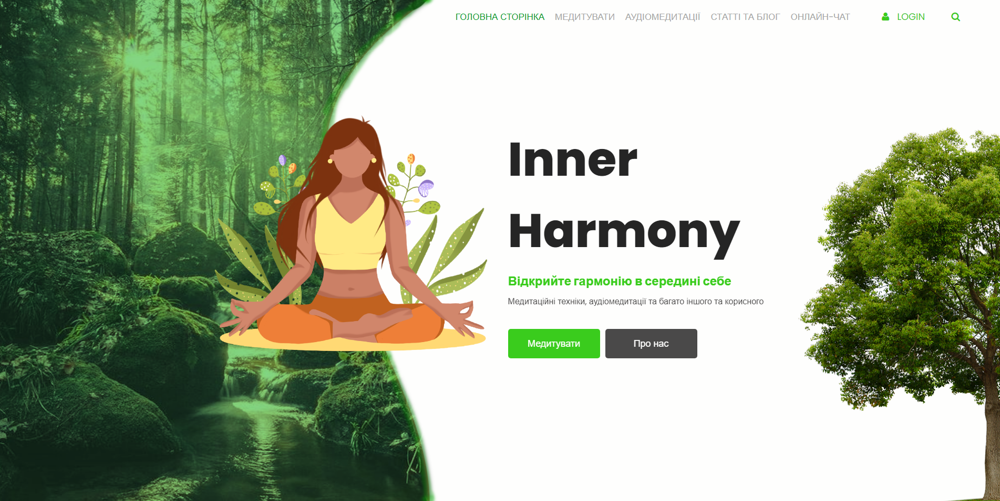 ГОЛОВНА СТОРІНКА МЕДИТУВАТИ АУДІОМЕДИТАЦІЇ СТАТТІ ТА БЛОГ ОНЛАЙН-ЧАТ LOGIN
Inner
Harmony
Відкрийте гармонію в середині себе
Медитаційні техніки, аудіомедитації та багато іншого та корисного
Медитувати Про нас